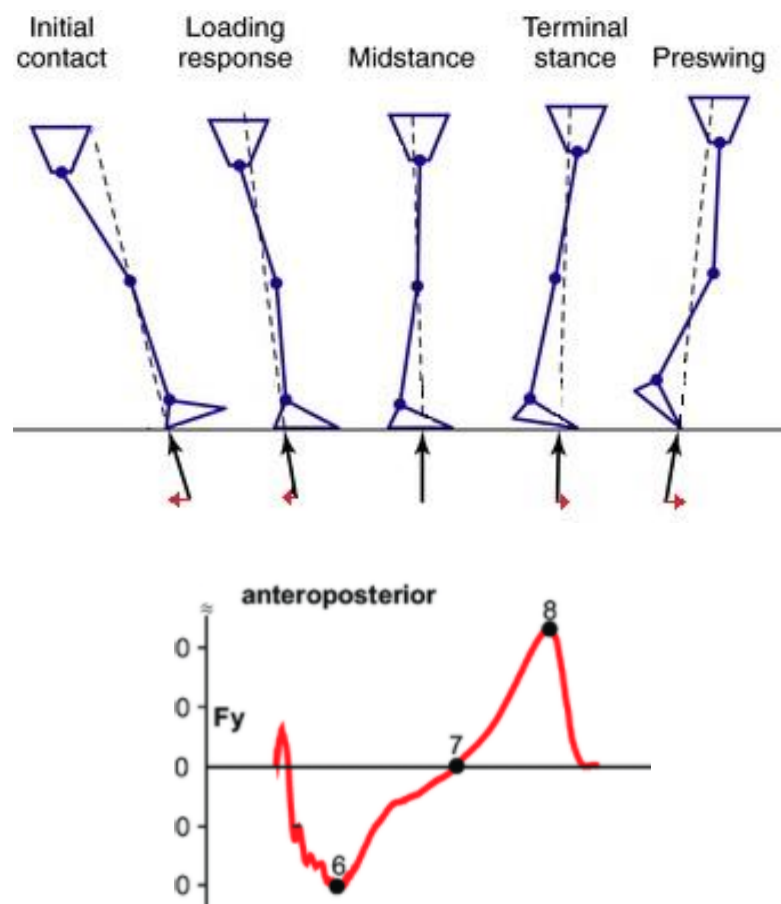 Initial contact
Loading response
Midstance
Terminal stance
Preswing
anteroposterior
≈
8
0
0
Fy
7
0
0
6
0